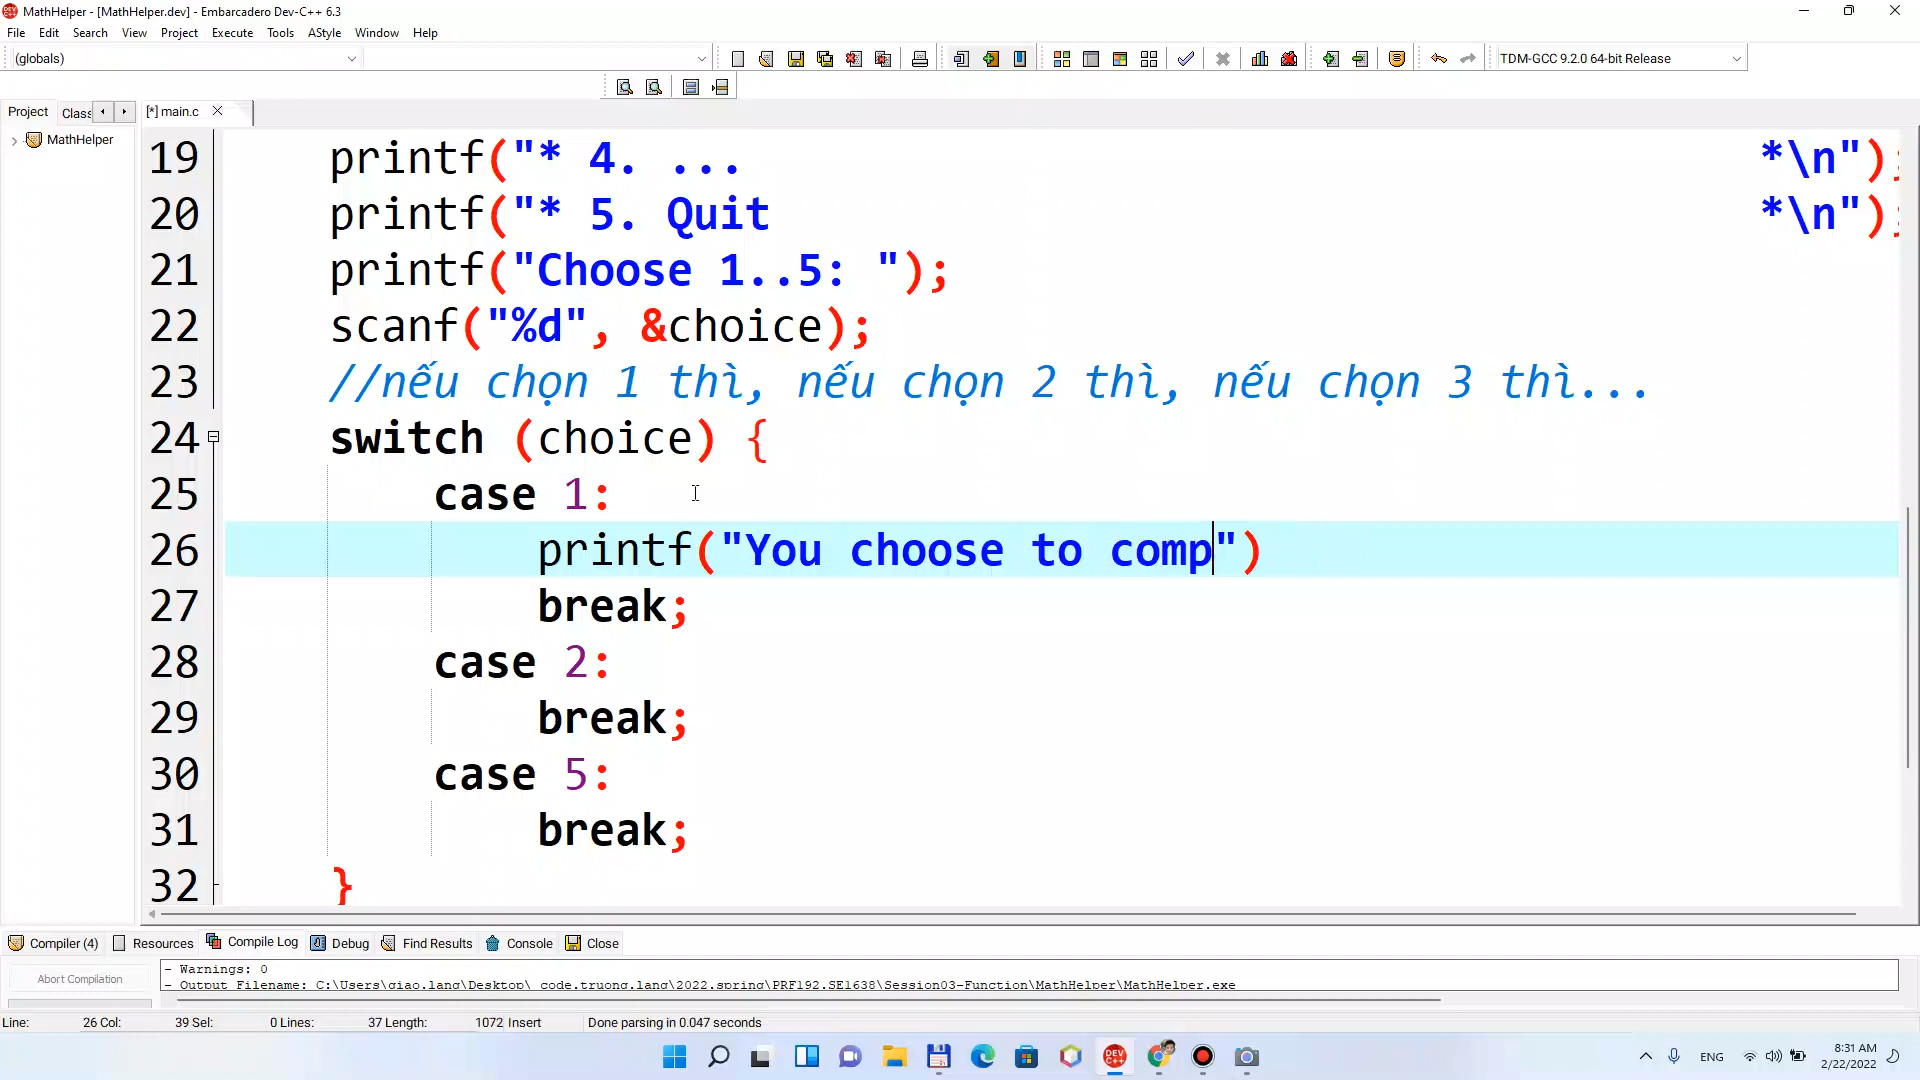 MathHelper - [MathHelper.dev] - Embarcadero Dev-C++ 6.3
File Edit Search View Project Execute Tools AStyle Window Help
(globals)
TDM-GCC 9.2.0 64-bit Release
Project Class
[*] main.c
MathHelper
19 printf("* 4. ... *\n");
20 printf("* 5. Quit *\n");
21 printf("Choose 1..5: ");
22 scanf("%d", &choice);
23 //nếu chọn 1 thì, nếu chọn 2 thì, nếu chọn 3 thì...
24 switch (choice) {
25 case 1:
26 printf("You choose to comp")
27 break;
28 case 2:
29 break;
30 case 5:
31 break;
32 }
Compiler (4) Resources Compile Log Debug Find Results Console Close
Abort Compilation
- Warnings: 0
- Output Filename: C:\Users\giao.lang\Desktop\_code.truong.lang\2022.spring\PRF192.SE1638\Session03-Function\MathHelper\MathHelper.exe
Line: 26 Col: 39 Sel: 0 Lines: 37 Length: 1072 Insert Done parsing in 0.047 seconds
DEV C++
ENG
8:31 AM
2/22/2022